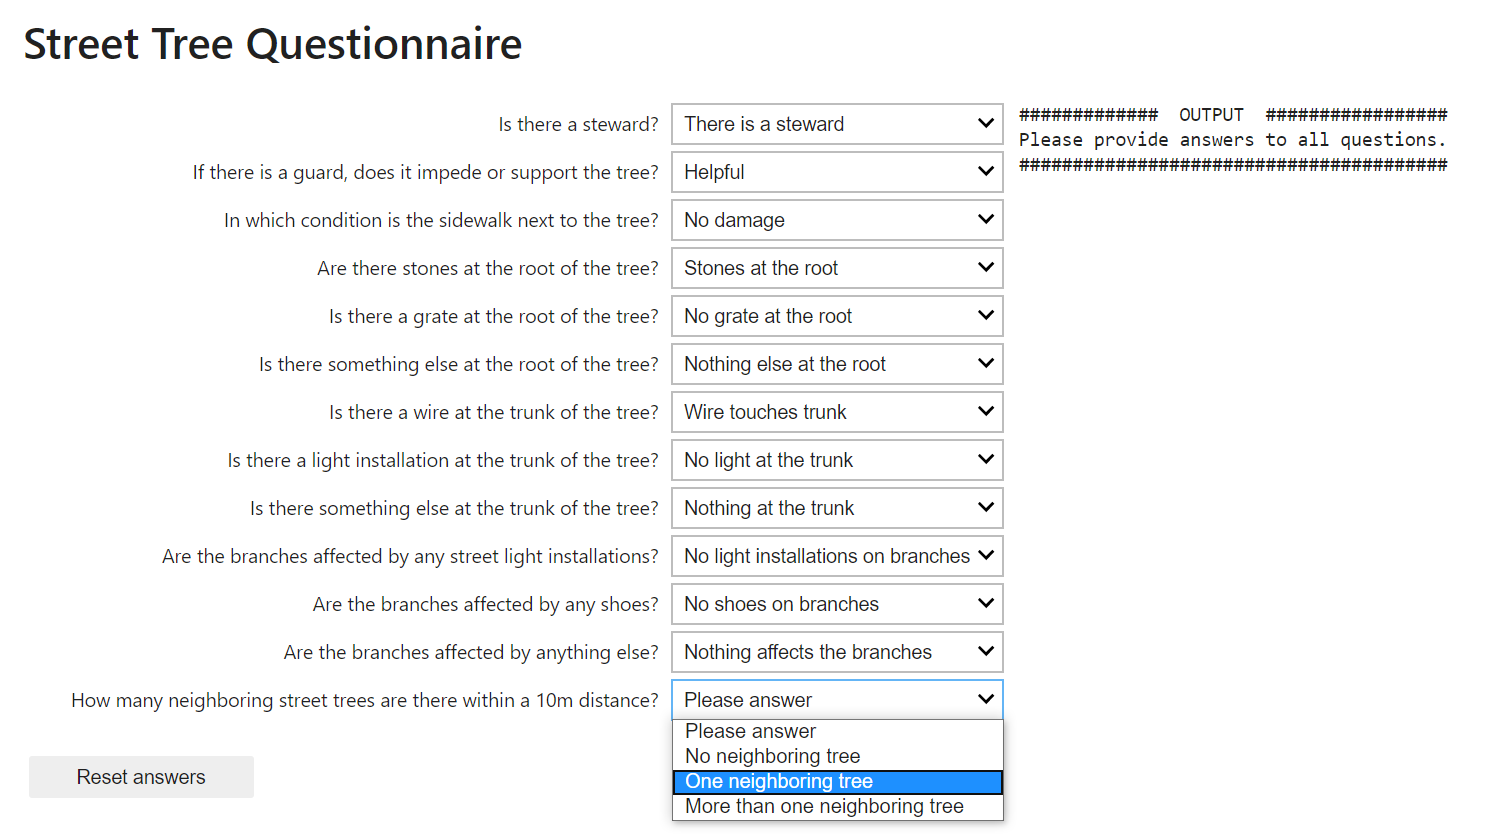 Street Tree Questionnaire
Is there a steward? There is a steward
If there is a guard, does it impede or support the tree? Helpful
In which condition is the sidewalk next to the tree? No damage
Are there stones at the root of the tree? Stones at the root
Is there a grate at the root of the tree? No grate at the root
Is there something else at the root of the tree? Nothing else at the root
Is there a wire at the trunk of the tree? Wire touches trunk
Is there a light installation at the trunk of the tree? No light at the trunk
Is there something else at the trunk of the tree? Nothing at the trunk
Are the branches affected by any street light installations? No light installations on branches
Are the branches affected by any shoes? No shoes on branches
Are the branches affected by anything else? Nothing affects the branches
How many neighboring street trees are there within a 10m distance? Please answer
Please answer
No neighboring tree
One neighboring tree
More than one neighboring tree
Reset answers
############# OUTPUT #################
Please provide answers to all questions.
########################################